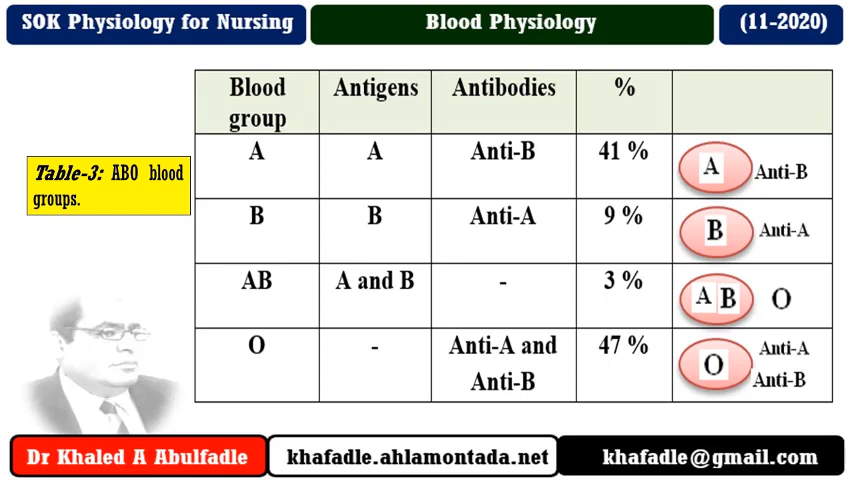 SOK Physiology for Nursing
Blood Physiology
(11-2020)
Table-3: ABO blood
groups.
Blood group Antigens Antibodies %
A A Anti-B 41 % A Anti-B
B B Anti-A 9 % B Anti-A
AB A and B - 3 % A B O
O - Anti-A and Anti-B 47 % O Anti-A Anti-B
Dr Khaled A Abulfadle
khafadle.ahlamontada.net
khafadle@gmail.com